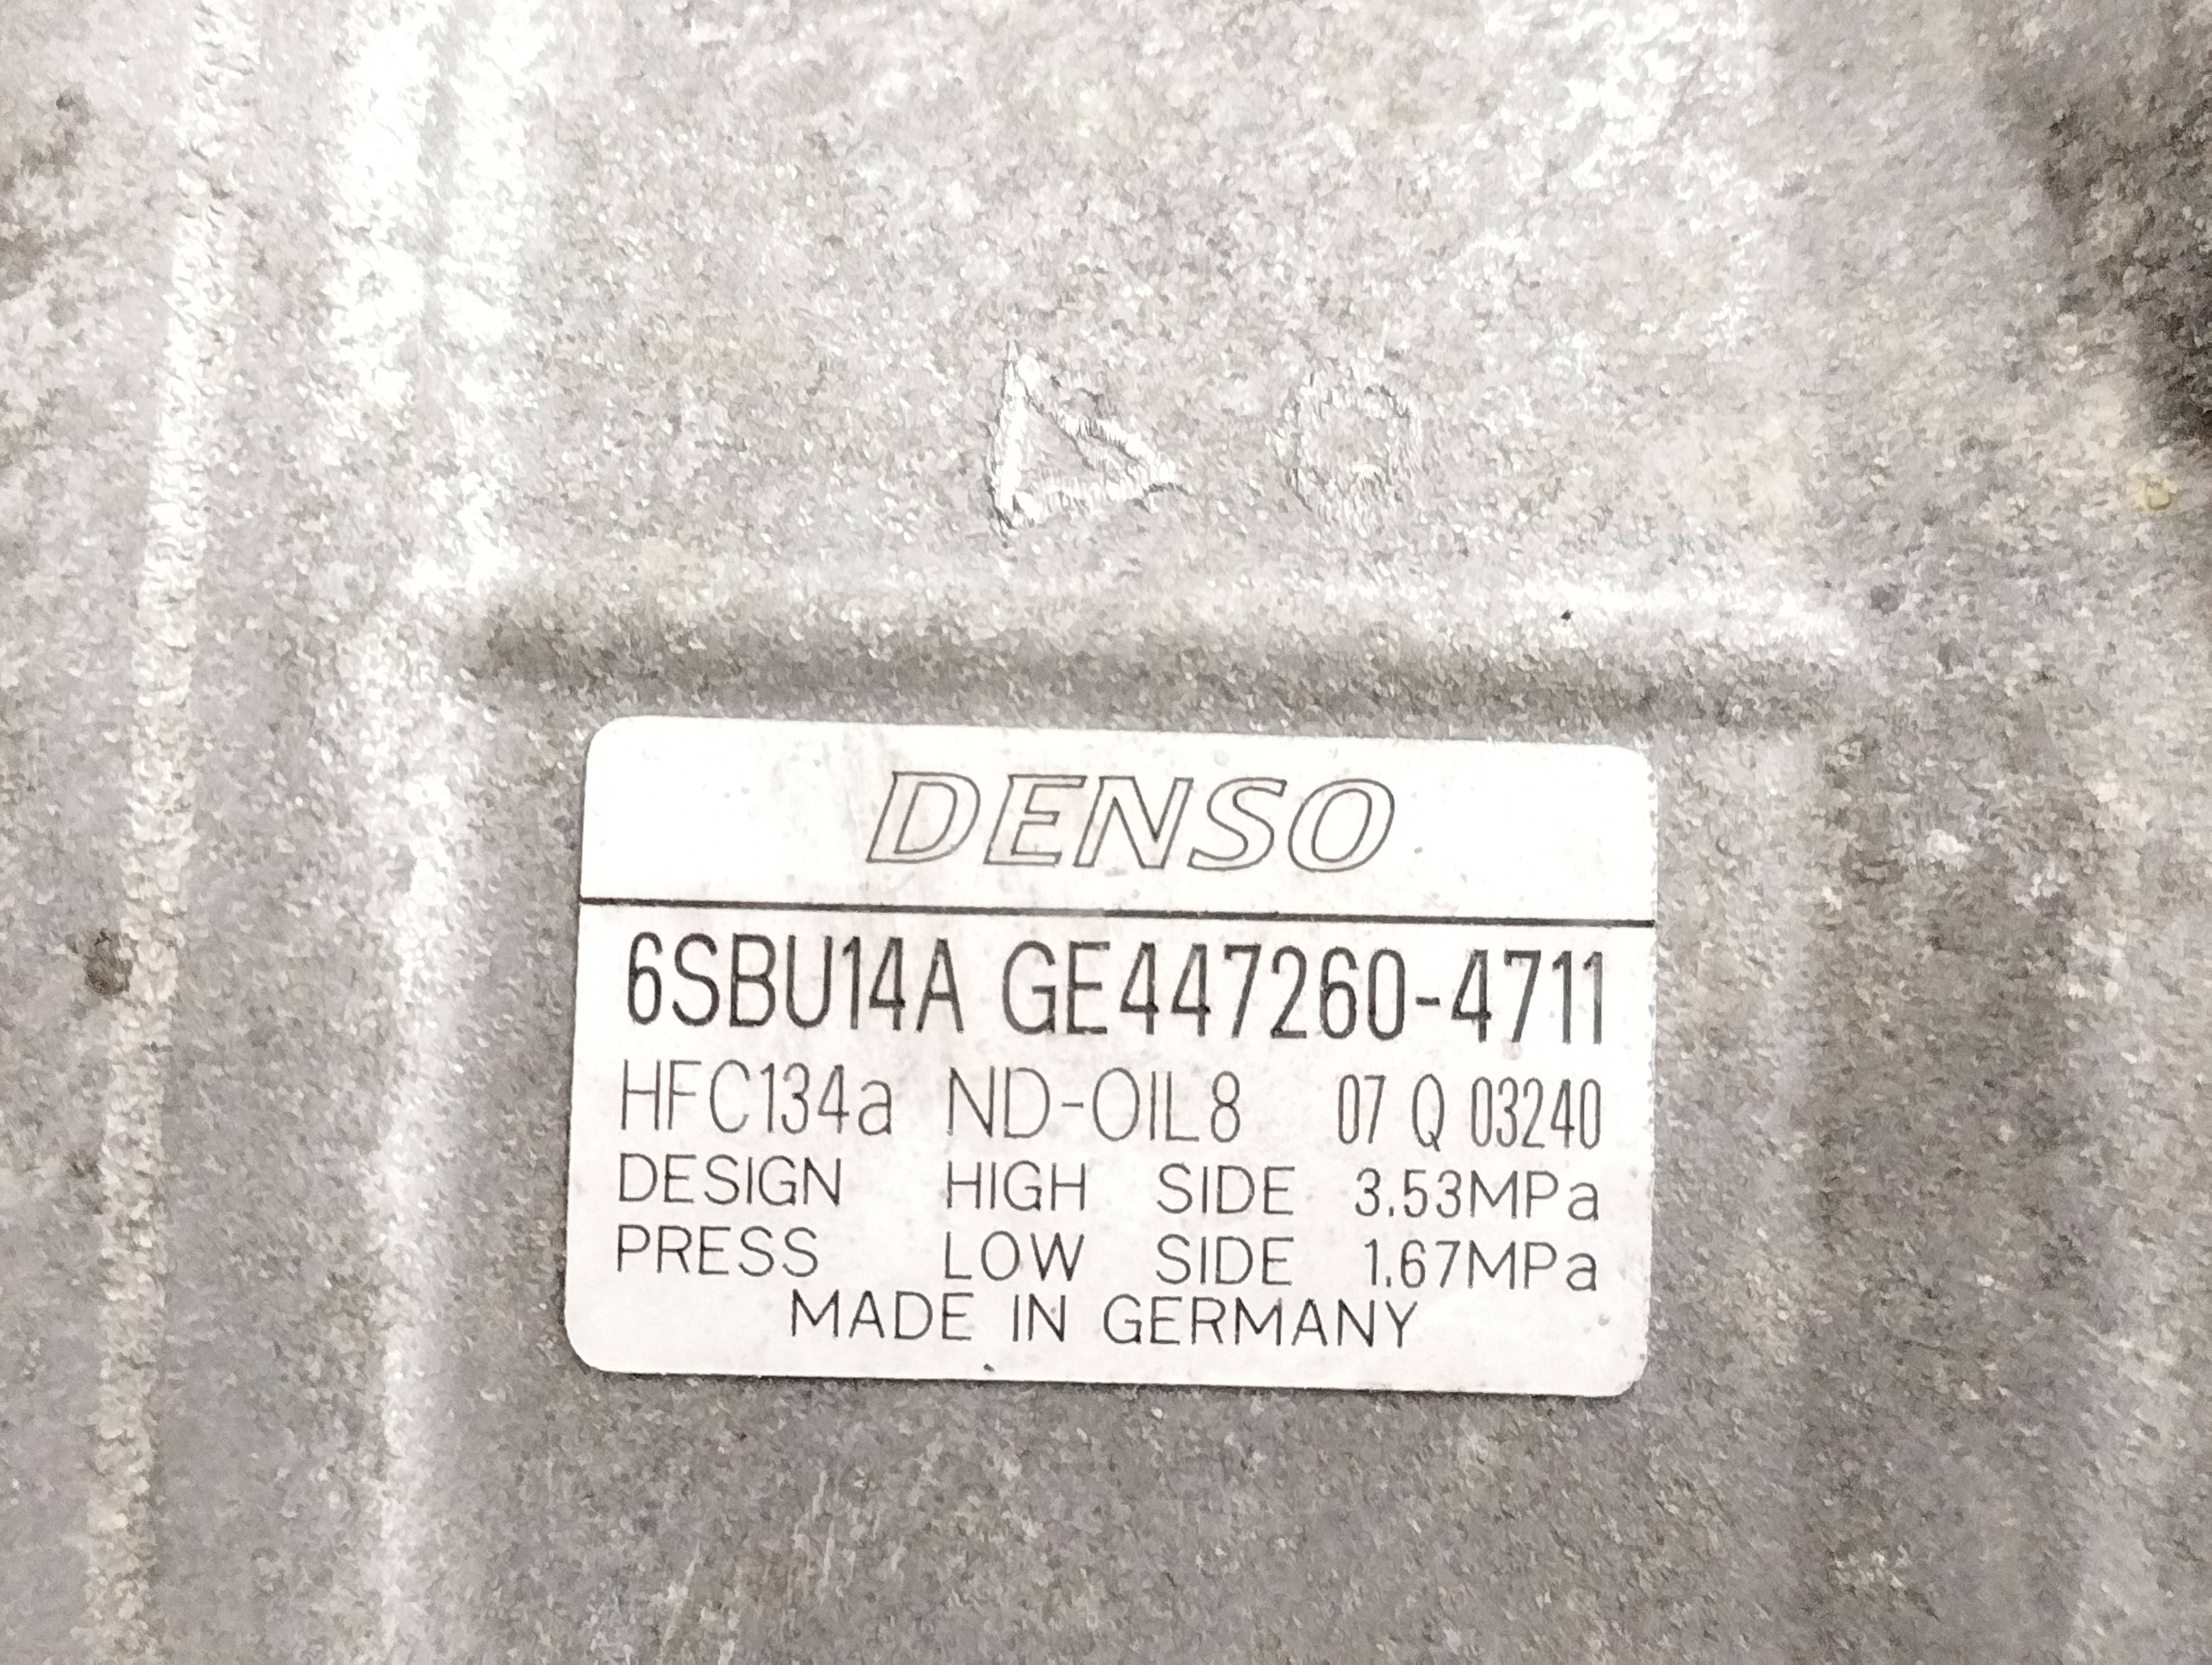 DENSO
6SBU14A GE447260-4711
HFC134a ND-OIL8 07 Q 03240
DESIGN HIGH SIDE 3.53MPa
PRESS LOW SIDE 1.67MPa
MADE IN GERMANY